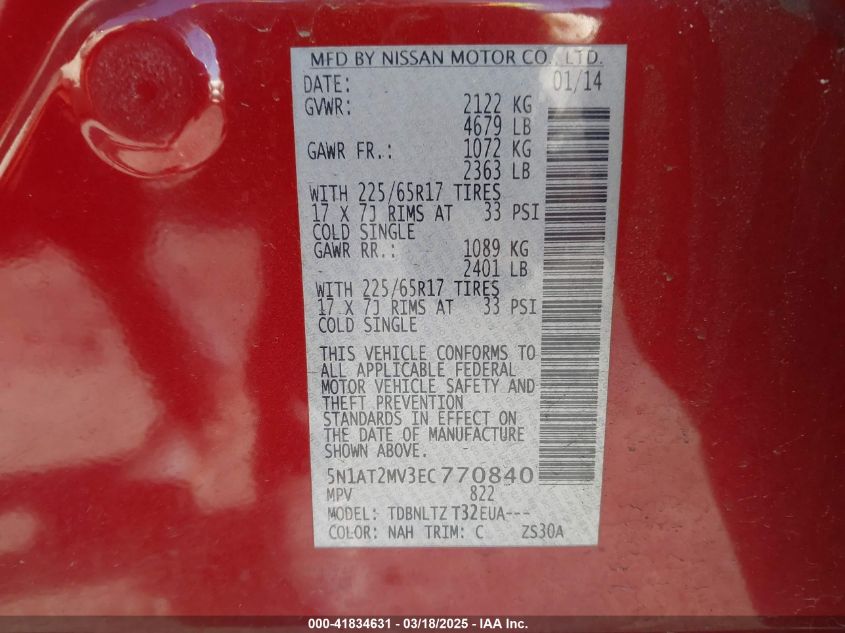 MFD BY NISSAN MOTOR CO., LTD.
DATE: 01/14
GVWR: 2122 KG
4679 LB
GAWR FR.: 1072 KG
2363 LB
WITH 225/65R17 TIRES
17 X 7J RIMS AT 33 PSI
COLD SINGLE
GAWR RR.: 1089 KG
2401 LB
WITH 225/65R17 TIRES
17 X 7J RIMS AT 33 PSI
COLD SINGLE
THIS VEHICLE CONFORMS TO
ALL APPLICABLE FEDERAL
MOTOR VEHICLE SAFETY AND
THEFT PREVENTION
STANDARDS IN EFFECT ON
THE DATE OF MANUFACTURE
SHOWN ABOVE.
5N1AT2MV3EC770840
MPV 822
MODEL: TDBNLTZ T32EUA---
COLOR: NAH TRIM: C ZS30A
000-41834631 — 03/18/2025 — IAA Inc.